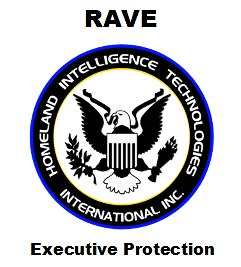 RAVE
HOMELAND INTELLIGENCE TECHNOLOGIES
INTERNATIONAL INC.
Executive Protection